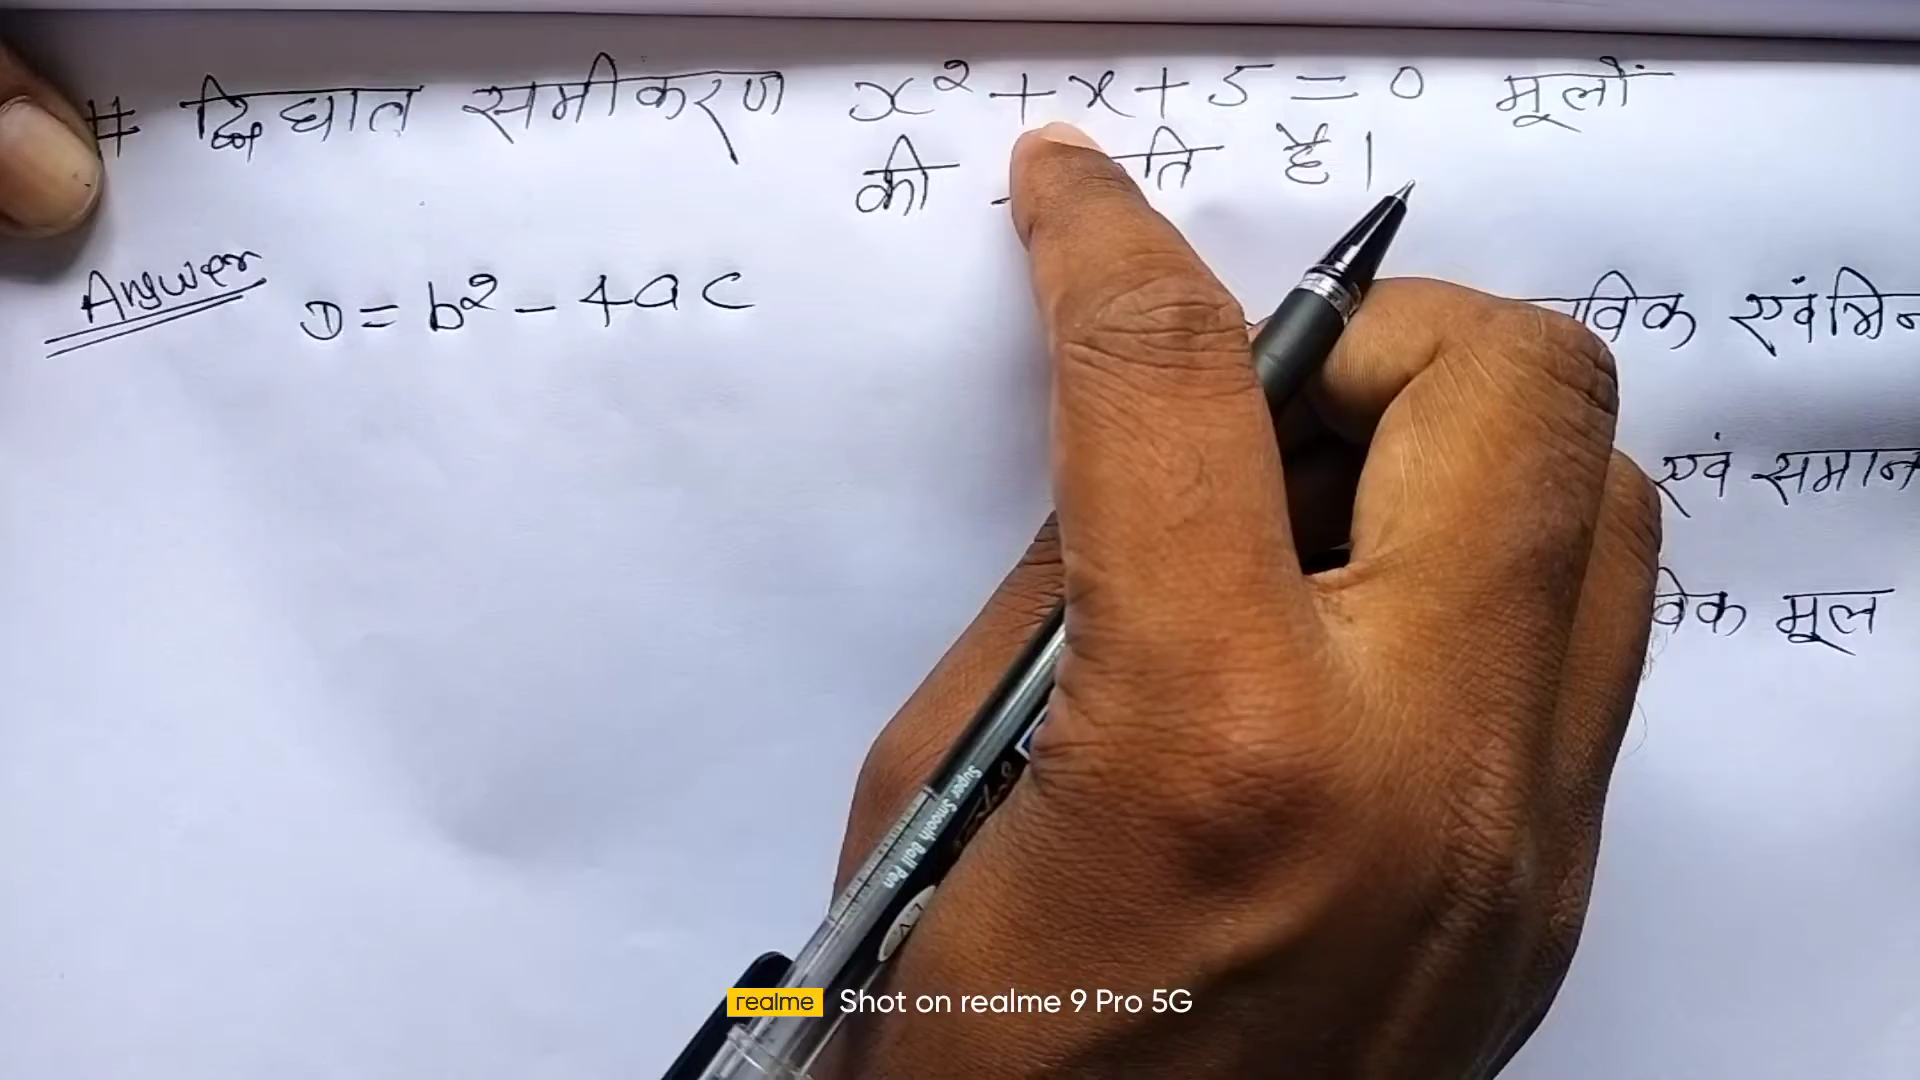 # द्विघात समीकरण x² + x + 5 = 0 मूलों
की है।
Answer D = b² - 4ac
एवं भिन
एवं समान
मूल
Super Smooth Ball Pen
realme Shot on realme 9 Pro 5G